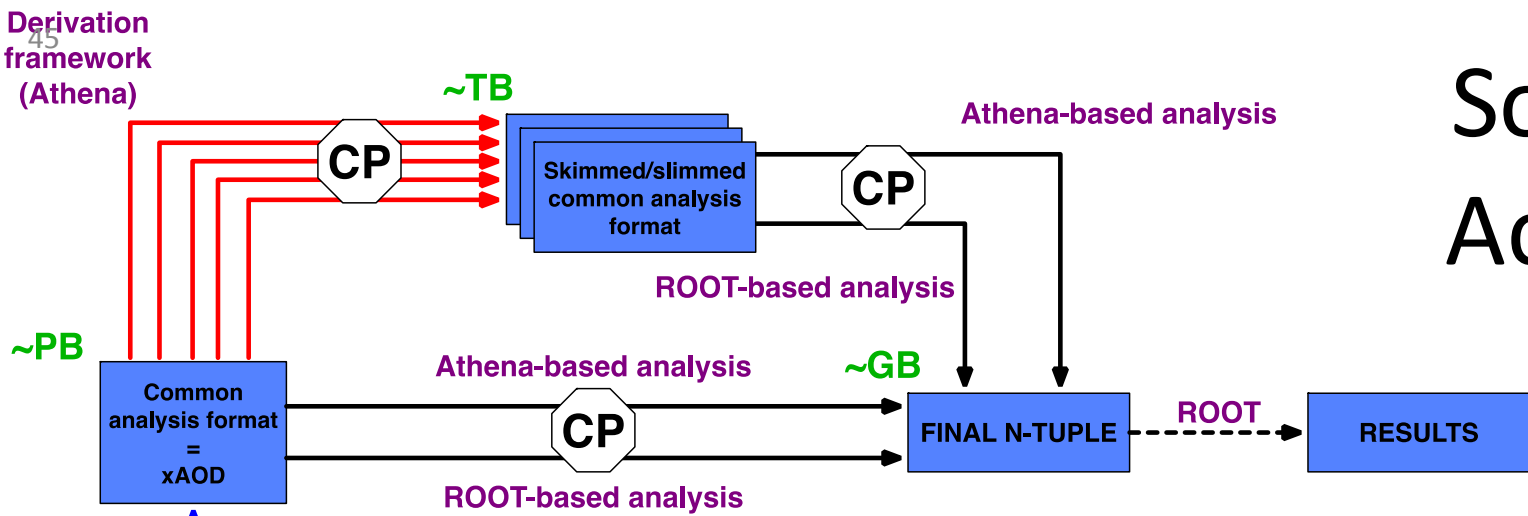 Derivation
45
framework
(Athena)
~TB
CP
Skimmed/slimmed
common analysis
format
CP
Athena-based analysis
ROOT-based analysis
~PB
Common
analysis format
=
xAOD
Athena-based analysis
CP
ROOT-based analysis
~GB
FINAL N-TUPLE
ROOT
RESULTS